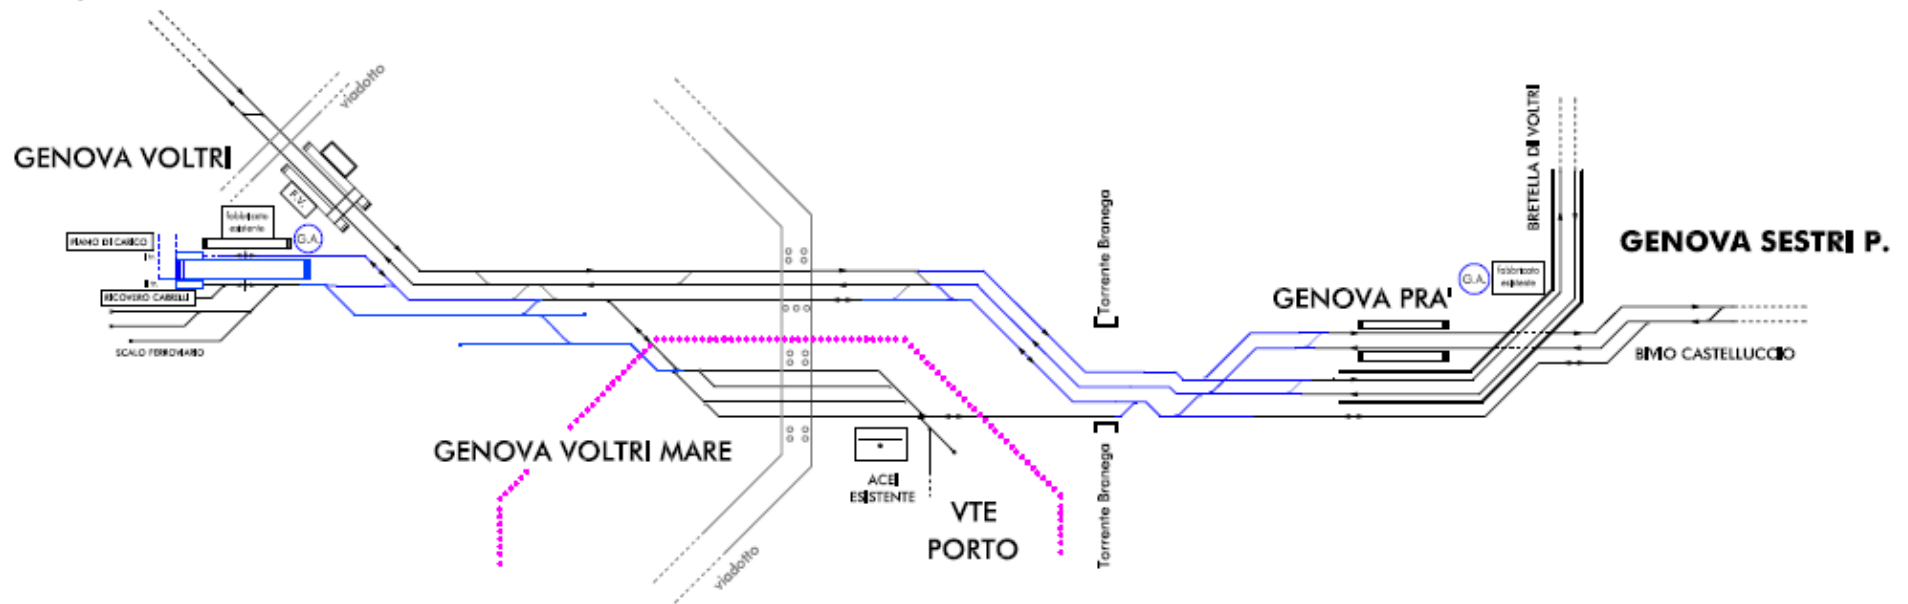 viadotto
GENOVA VOLTRI
F.V.
fabbricato
esistente
G.A.
PIANO DI CARICO
RICOVERO CARRELLI
SCALO FERROVIARIO
GENOVA VOLTRI MARE
viadotto
ACEI
ESISTENTE
VTE
PORTO
Torrente Branega
Torrente Branega
BRETELLA DI VOLTRI
GENOVA SESTRI P.
G.A.
fabbricato
esistente
GENOVA PRA'
BIVIO CASTELLUCCIO